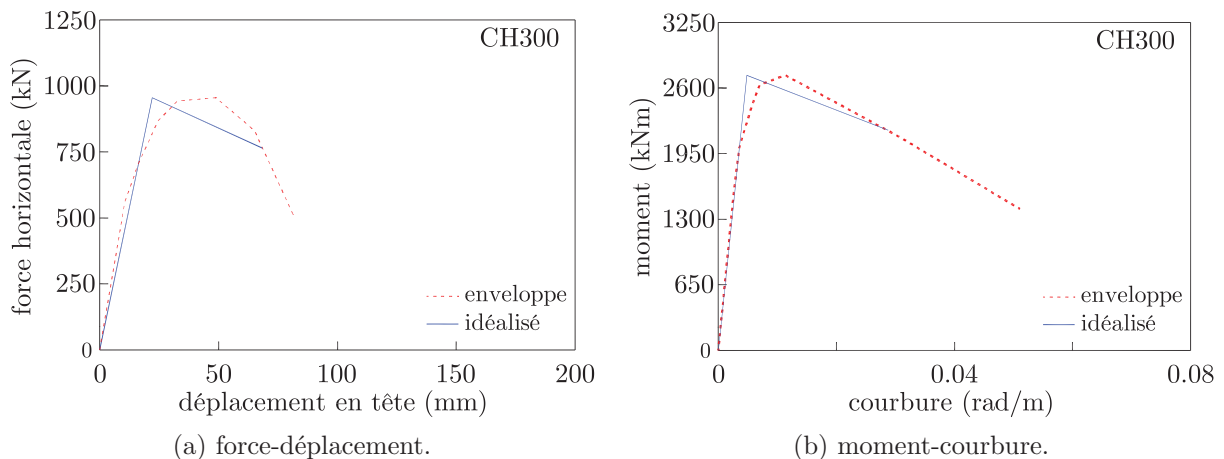 CH300
1250
1000
750
500
250
0
force horizontale (kN)
enveloppe
idéalisé
0 50 100 150 200
déplacement en tête (mm)
(a) force-déplacement.
CH300
3250
2600
1950
1300
650
0
moment (kNm)
enveloppe
idéalisé
0 0.04 0.08
courbure (rad/m)
(b) moment-courbure.